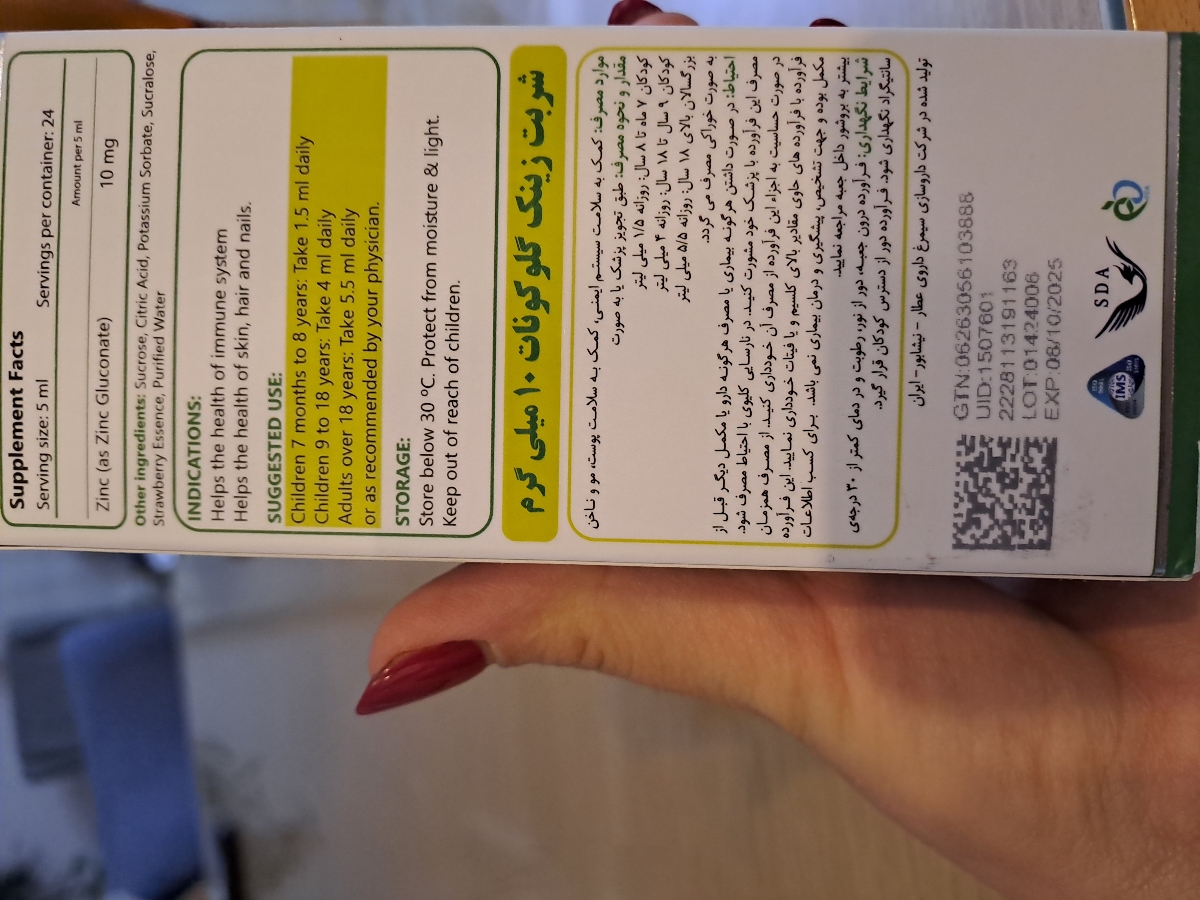 Supplement Facts
Serving size: 5 ml Servings per container: 24
Amount per 5 ml
Zinc (as Zinc Gluconate) 10 mg
Other ingredients: Sucrose, Citric Acid, Potassium Sorbate, Sucralose,
Strawberry Essence, Purified Water
INDICATIONS:
Helps the health of immune system
Helps the health of skin, hair and nails.
SUGGESTED USE:
Children 7 months to 8 years: Take 1.5 ml daily
Children 9 to 18 years: Take 4 ml daily
Adults over 18 years: Take 5.5 ml daily
or as recommended by your physician.
STORAGE:
Store below 30 °C. Protect from moisture & light.
Keep out of reach of children.
شربت زینک گلوکونات ۱۰ میلی گرم
موارد مصرف: کمک به سلامت سیستم ایمنی، کمک به سلامت پوست، مو و ناخن
مقدار و نحوه مصرف: طبق تجویز پزشک یا به صورت
کودکان ۷ ماه تا ۸ سال: روزانه ۱/۵ میلی لیتر
کودکان ۹ سال تا ۱۸ سال: روزانه ۴ میلی لیتر
بزرگسالان بالای ۱۸ سال: روزانه ۵/۵ میلی لیتر
به صورت خوراکی مصرف می گردد.
احتیاط: در صورت داشتن هرگونه بیماری یا مصرف هرگونه دارو یا مکمل دیگر، قبل از
مصرف این فرآورده با پزشک خود مشورت کنید. در نارسایی کلیوی با احتیاط مصرف شود.
در صورت حساسیت به اجزاء این فرآورده از مصرف آن خودداری کنید. از مصرف همزمان
فرآورده با فرآورده های حاوی مقادیر بالای کلسیم و یا فیتات خودداری نمایید. این فرآورده
مکمل بوده و جهت تشخیص، پیشگیری و درمان بیماری نمی باشد. برای کسب اطلاعات
بیشتر به بروشور داخل جعبه مراجعه نمایید.
شرایط نگهداری: فرآورده درون جعبه، دور از نور، رطوبت و در دمای کمتر از ۳۰ درجه‌ی
سانتیگراد نگهداری شود. فرآورده دور از دسترس کودکان قرار گیرد.
تولید شده در شرکت داروسازی سیمرغ داروی عطار - نیشابور - ایران
GTN:06263056103888
UID:1507601
22281131191163
LOT:01424006
EXP:08/10/2025
IMS
SDA